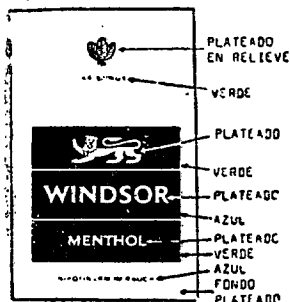 PLATEADO
EN RELIEVE
VERDE
PLATEADO
VERDE
WINDSOR
PLATEADO
AZUL
MENTHOL
PLATEADO
VERDE
AZUL
FONDO
PLATEADO